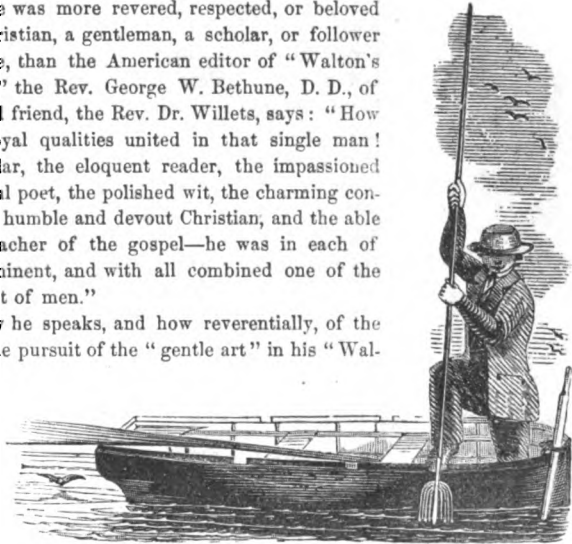 was more revered, respected, or beloved
ristian, a gentleman, a scholar, or follower
, than the American editor of “Walton's
” the Rev. George W. Bethune, D. D., of
friend, the Rev. Dr. Willets, says: “How
yal qualities united in that single man!
lar, the eloquent reader, the impassioned
al poet, the polished wit, the charming con-
humble and devout Christian, and the able
acher of the gospel—he was in each of
inent, and with all combined one of the
t of men.”
he speaks, and how reverentially, of the
e pursuit of the “gentle art” in his “Wal-